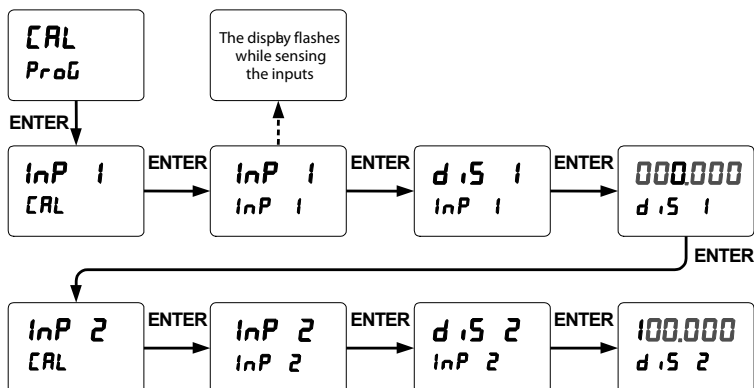 CAL
ProG
The display flashes
while sensing
the inputs
ENTER
InP 1
CAL
ENTER
InP 1
InP 1
ENTER
diS 1
InP 1
ENTER
000.000
diS 1
ENTER
InP 2
CAL
ENTER
InP 2
InP 2
ENTER
diS 2
InP 2
ENTER
100.000
diS 2